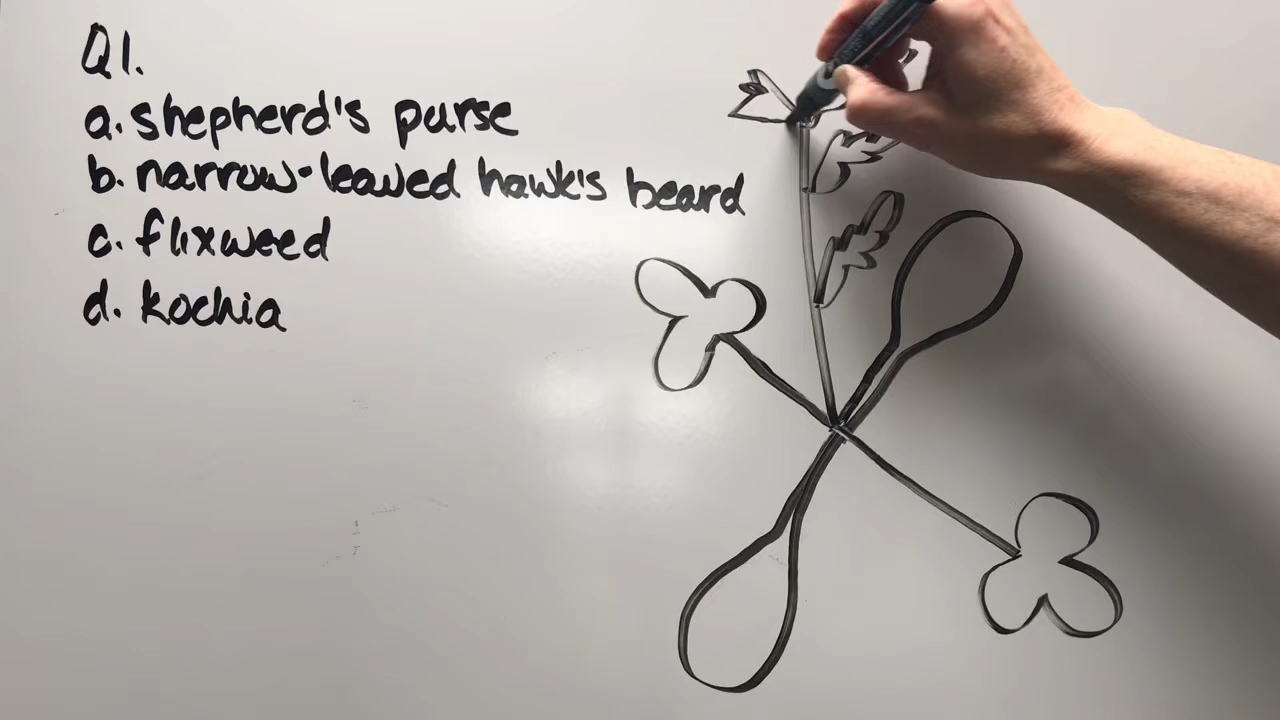 Q1.
a. shepherd's purse
b. narrow-leaved hawk's beard
c. flixweed
d. kochia